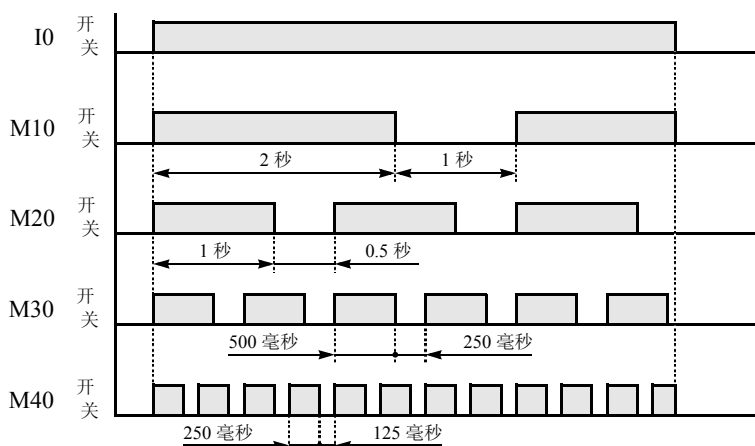 I0 开
关
M10 开
关
2 秒 1 秒
M20 开
关
1 秒 0.5 秒
M30 开
关
500 毫秒 250 毫秒
M40 开
关
250 毫秒 125 毫秒